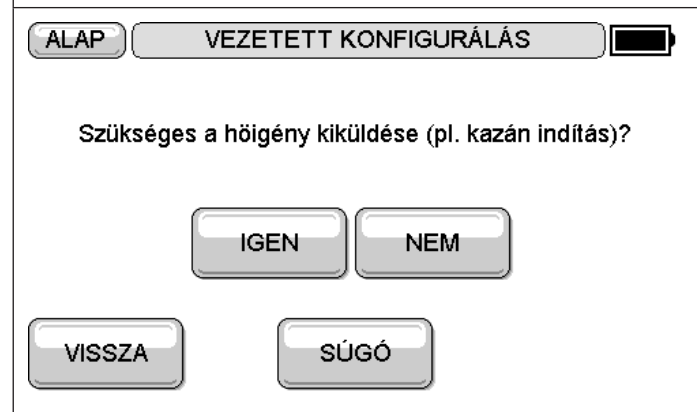 ALAP
VEZETETT KONFIGURÁLÁS
Szükséges a höigény kiküldése (pl. kazán indítás)?
IGEN
NEM
VISSZA
SÚGÓ